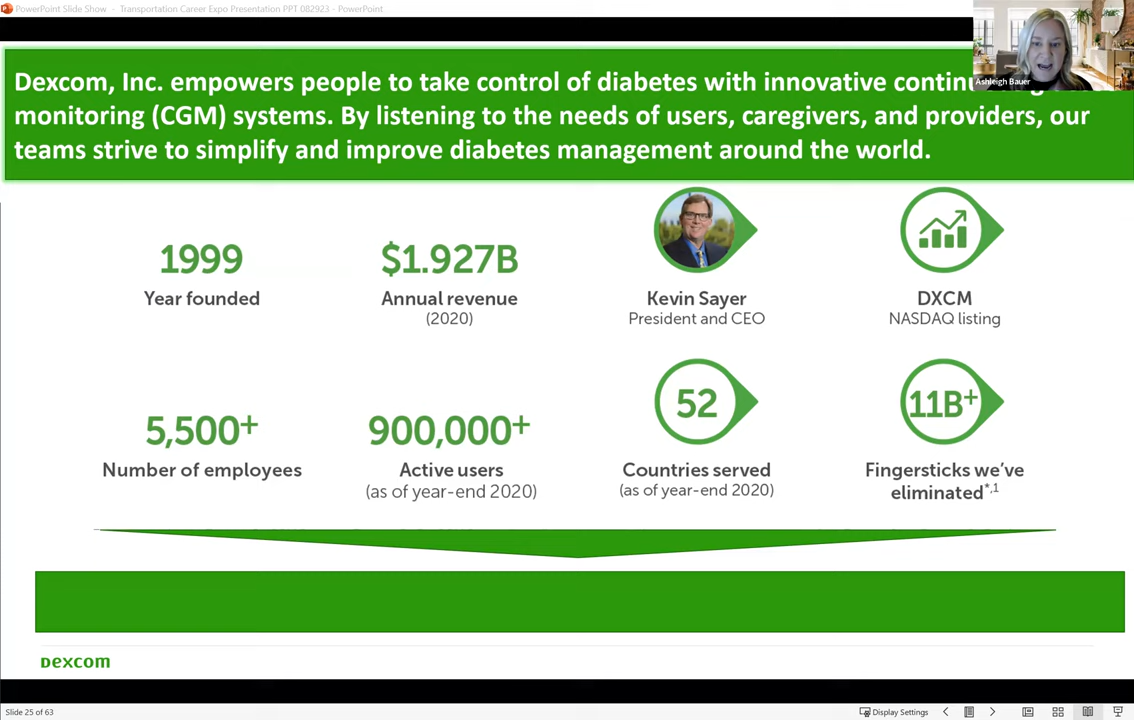 PowerPoint Slide Show - Transportation Career Expo Presentation PPT 082923 - PowerPoint
Ashleigh Bauer
Dexcom, Inc. empowers people to take control of diabetes with innovative
monitoring (CGM) systems. By listening to the needs of users, caregivers, and providers, our
teams strive to simplify and improve diabetes management around the world.
1999
Year founded
$1.927B
Annual revenue
(2020)
Kevin Sayer
President and CEO
DXCM
NASDAQ listing
5,500+
Number of employees
900,000+
Active users
(as of year-end 2020)
52
Countries served
(as of year-end 2020)
11B+
Fingersticks we've
eliminated*,1
Dexcom
Slide 25 of 63
Display Settings